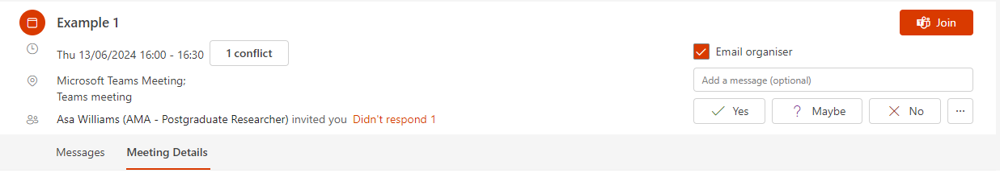 Example 1
Join
Thu 13/06/2024 16:00 - 16:30 1 conflict
Email organiser
Microsoft Teams Meeting;
Teams meeting
Add a message (optional)
Yes
Maybe
No
Asa Williams (AMA - Postgraduate Researcher) invited you Didn't respond 1
Messages
Meeting Details